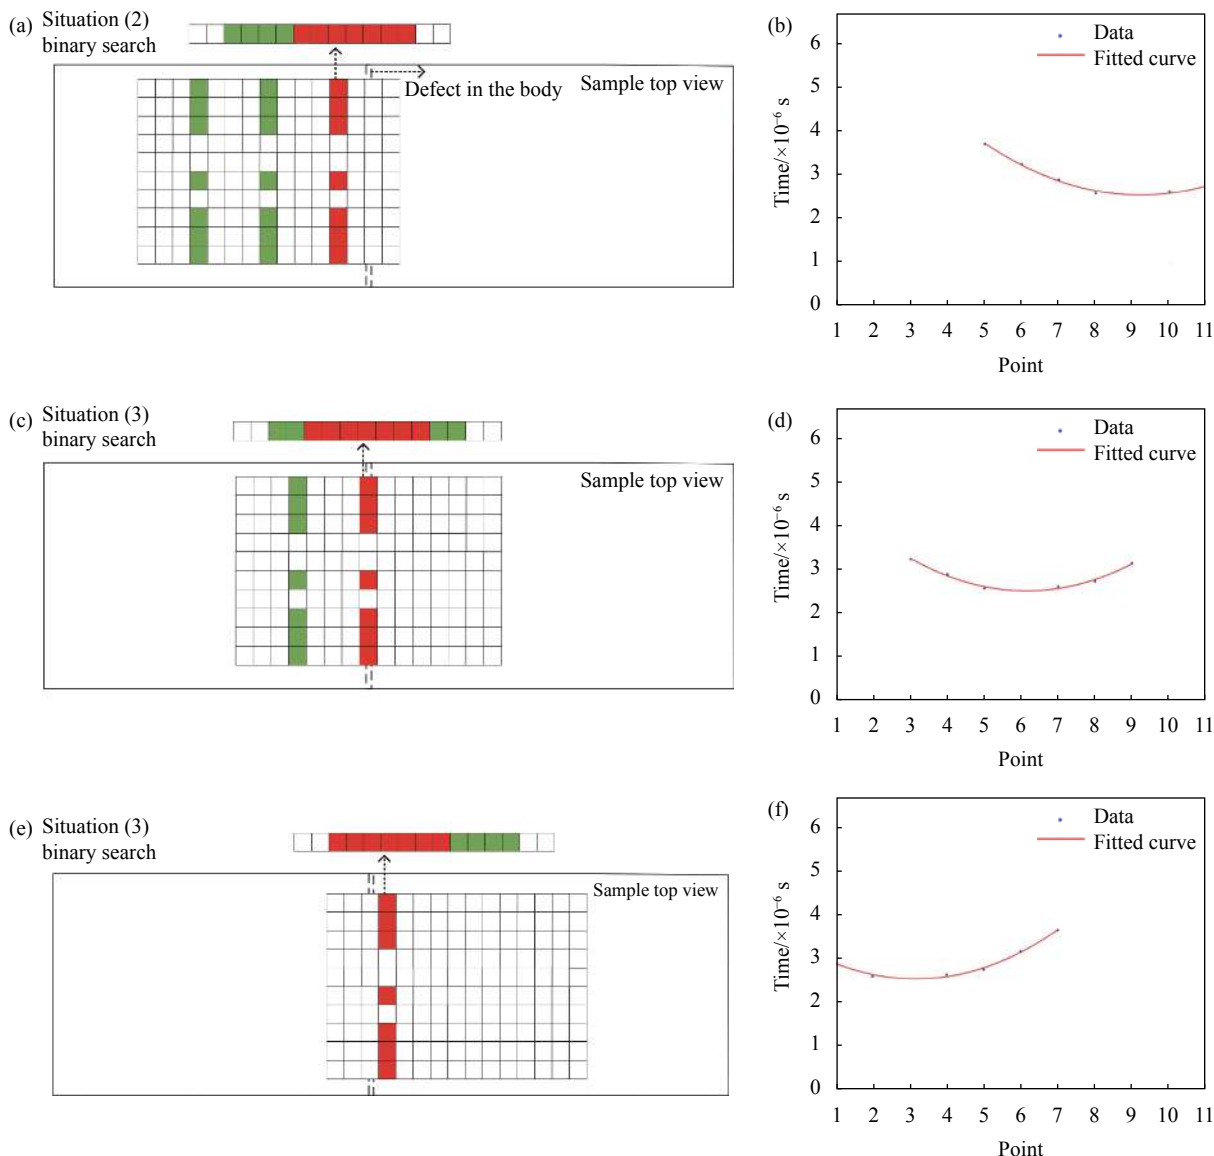 (a) Situation (2)
binary search
Sample top view
Defect in the body
(b)
Data
Fitted curve
Time/×10⁻⁶ s
6
5
4
3
2
1
0
1 2 3 4 5 6 7 8 9 10 11
Point
(c) Situation (3)
binary search
Sample top view
(d)
Data
Fitted curve
Time/×10⁻⁶ s
6
5
4
3
2
1
0
1 2 3 4 5 6 7 8 9 10 11
Point
(e) Situation (3)
binary search
Sample top view
(f)
Data
Fitted curve
Time/×10⁻⁶ s
6
5
4
3
2
1
0
1 2 3 4 5 6 7 8 9 10 11
Point